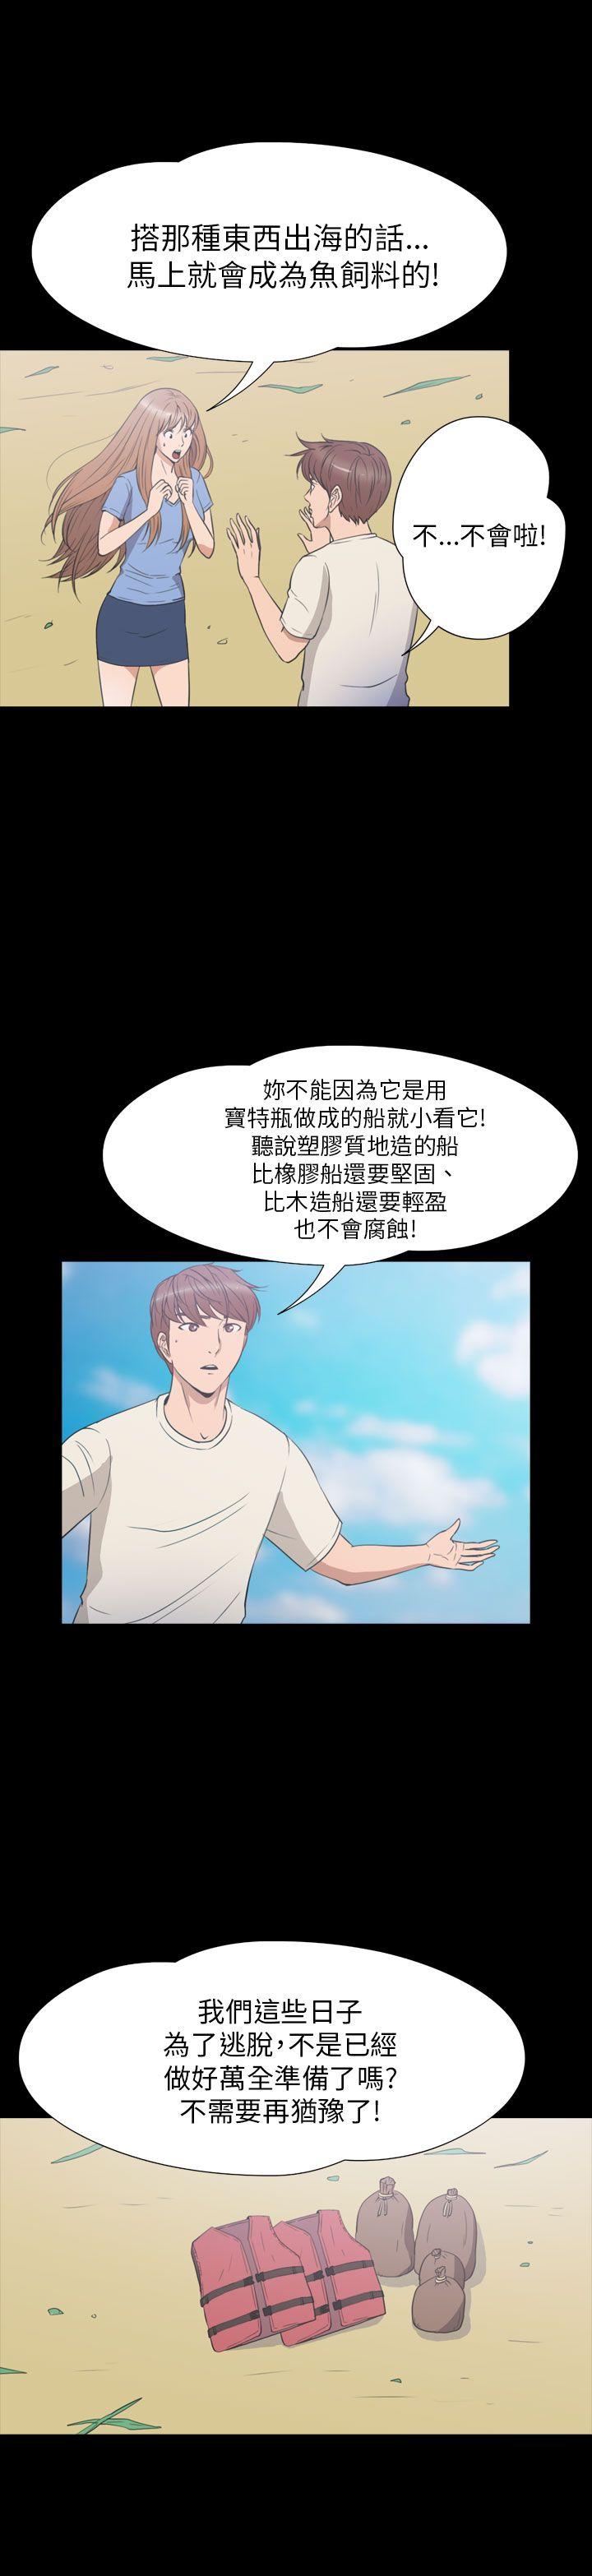 搭那種東西出海的話...
馬上就會成為魚飼料的!
不...不會啦!
妳不能因為它是用
寶特瓶做成的船就小看它!
聽說塑膠質地造的船
比橡膠船還要堅固、
比木造船還要輕盈
也不會腐蝕!
我們這些日子
為了逃脫,不是已經
做好萬全準備了嗎?
不需要再猶豫了!